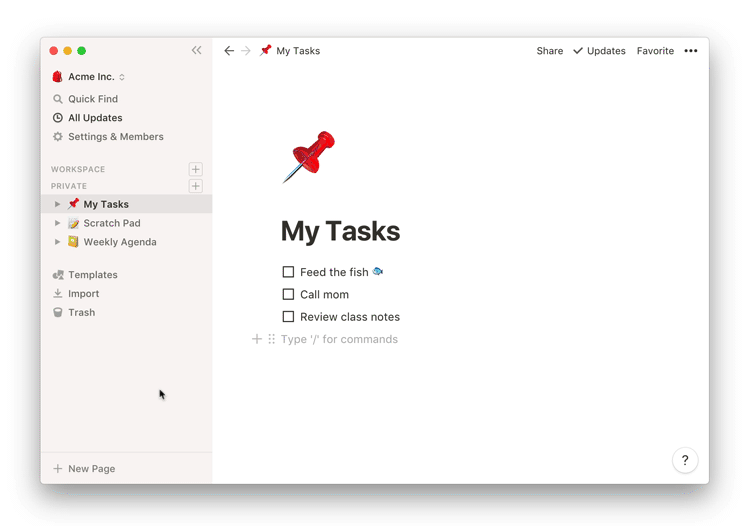 My Tasks
Share
Updates
Favorite
Acme Inc.
Quick Find
All Updates
Settings & Members
WORKSPACE
PRIVATE
My Tasks
Scratch Pad
Weekly Agenda
Templates
Import
Trash
New Page
My Tasks
Feed the fish 🐟
Call mom
Review class notes
Type '/' for commands
?